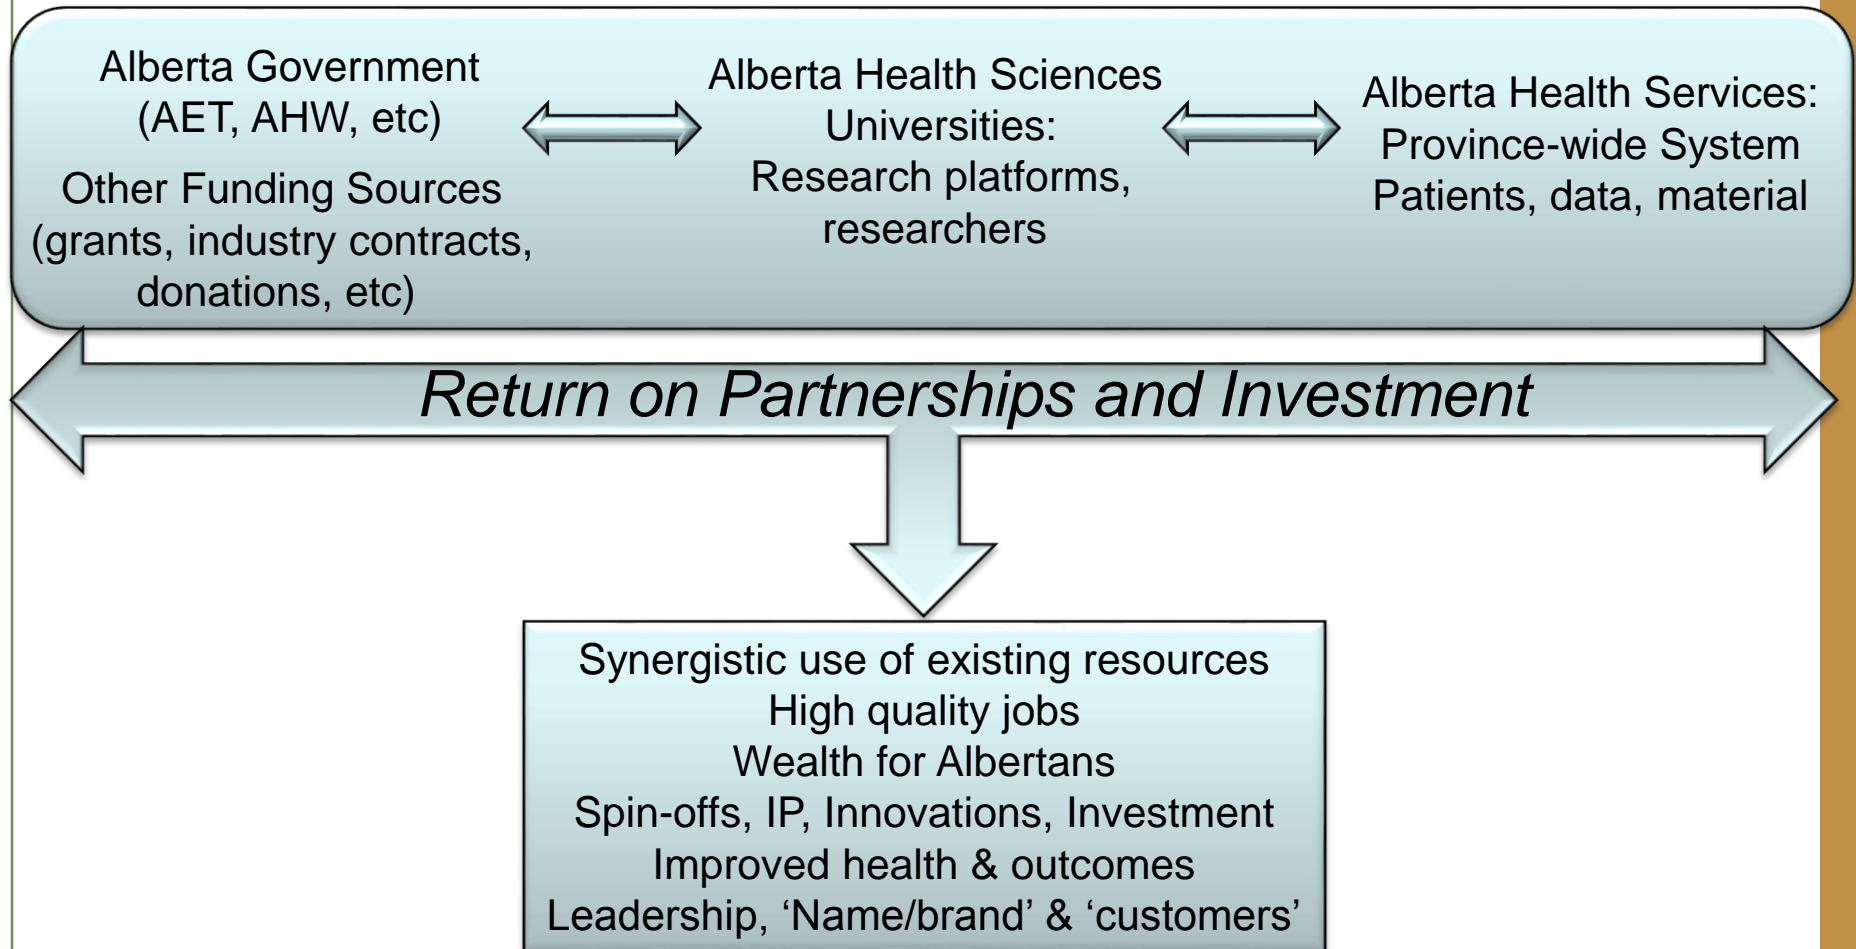 Alberta Government
(AET, AHW, etc)
Other Funding Sources
(grants, industry contracts,
donations, etc)
Alberta Health Sciences
Universities:
Research platforms,
researchers
Alberta Health Services:
Province-wide System
Patients, data, material
Return on Partnerships and Investment
Synergistic use of existing resources
High quality jobs
Wealth for Albertans
Spin-offs, IP, Innovations, Investment
Improved health & outcomes
Leadership, ‘Name/brand’ & ‘customers’